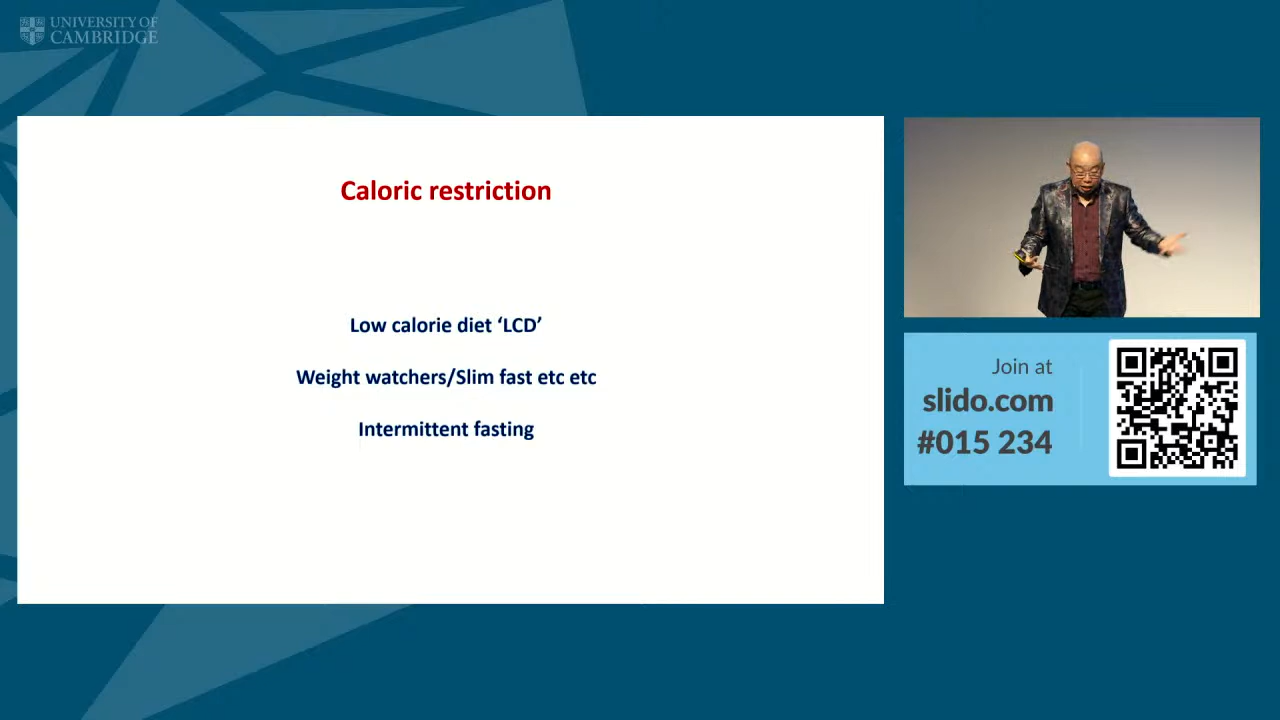 UNIVERSITY OF
CAMBRIDGE
Caloric restriction
Low calorie diet ‘LCD’
Weight watchers/Slim fast etc etc
Intermittent fasting
Join at
slido.com
#015 234